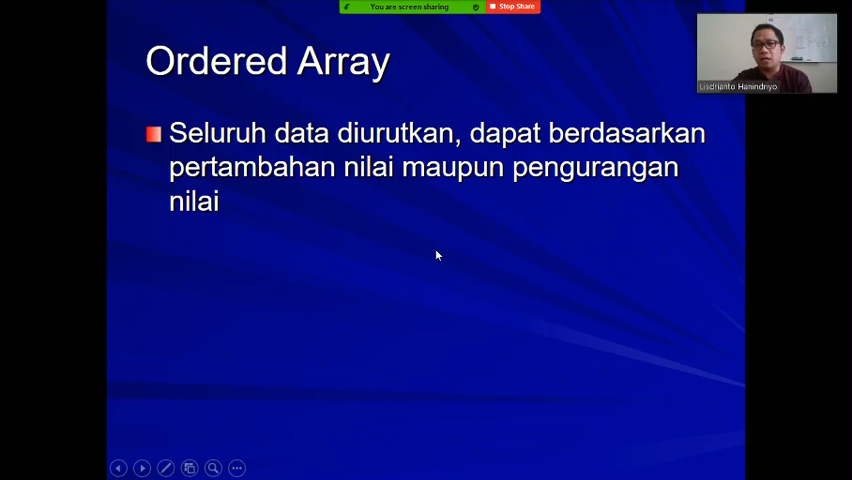 You are screen sharing
Stop Share
Ordered Array
Lisdrianto Hanindriyo
Seluruh data diurutkan, dapat berdasarkan
pertambahan nilai maupun pengurangan
nilai